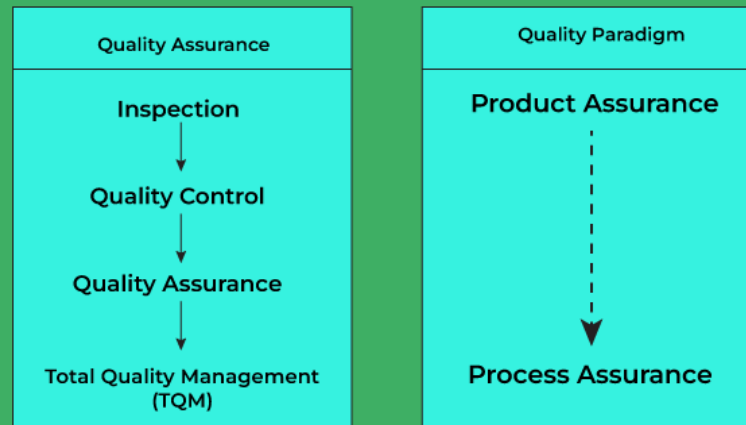 Quality Assurance
Inspection
Quality Control
Quality Assurance
Total Quality Management
(TQM)
Quality Paradigm
Product Assurance
Process Assurance